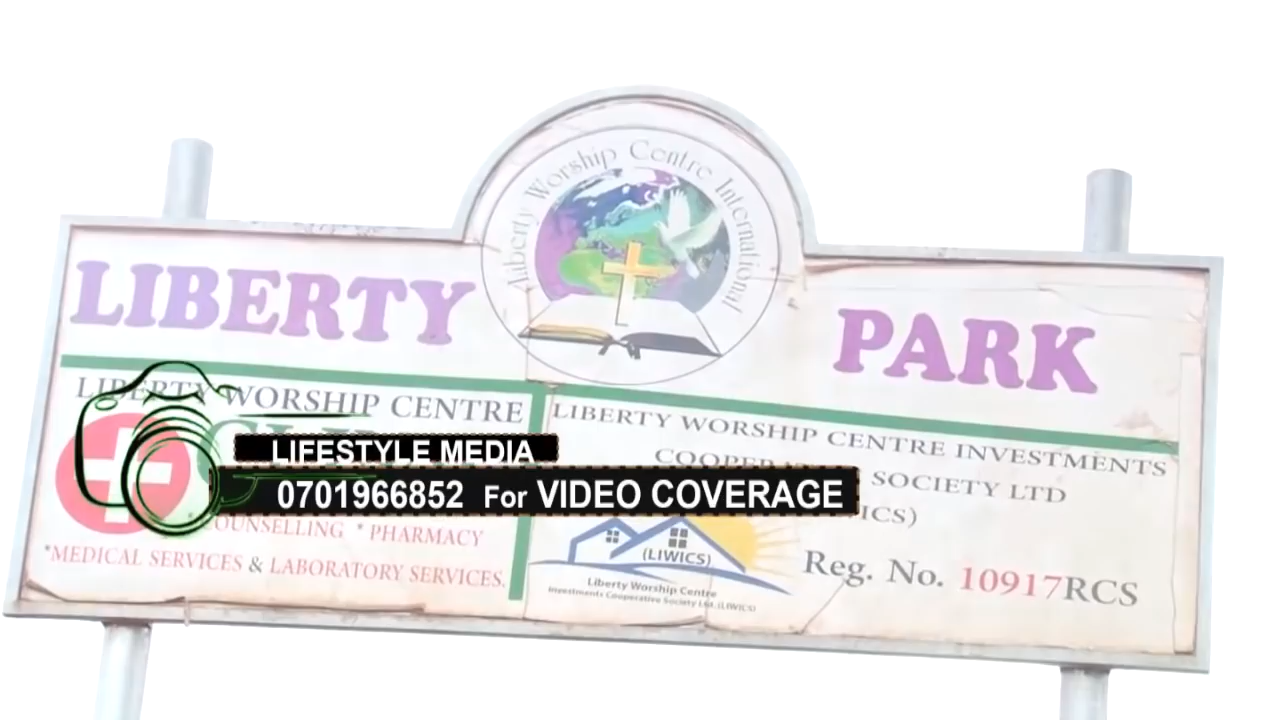 Liberty Worship Centre International
LIBERTY PARK
LIBERTY WORSHIP CENTRE
COUNSELLING * PHARMACY
*MEDICAL SERVICES & LABORATORY SERVICES.
LIBERTY WORSHIP CENTRE INVESTMENTS
SOCIETY LTD
Reg. No. 10917RCS
(LIWICS)
Liberty Worship Centre
Investments Cooperative Society Ltd. (LIWICS)
LIFESTYLE MEDIA
0701966852 For VIDEO COVERAGE